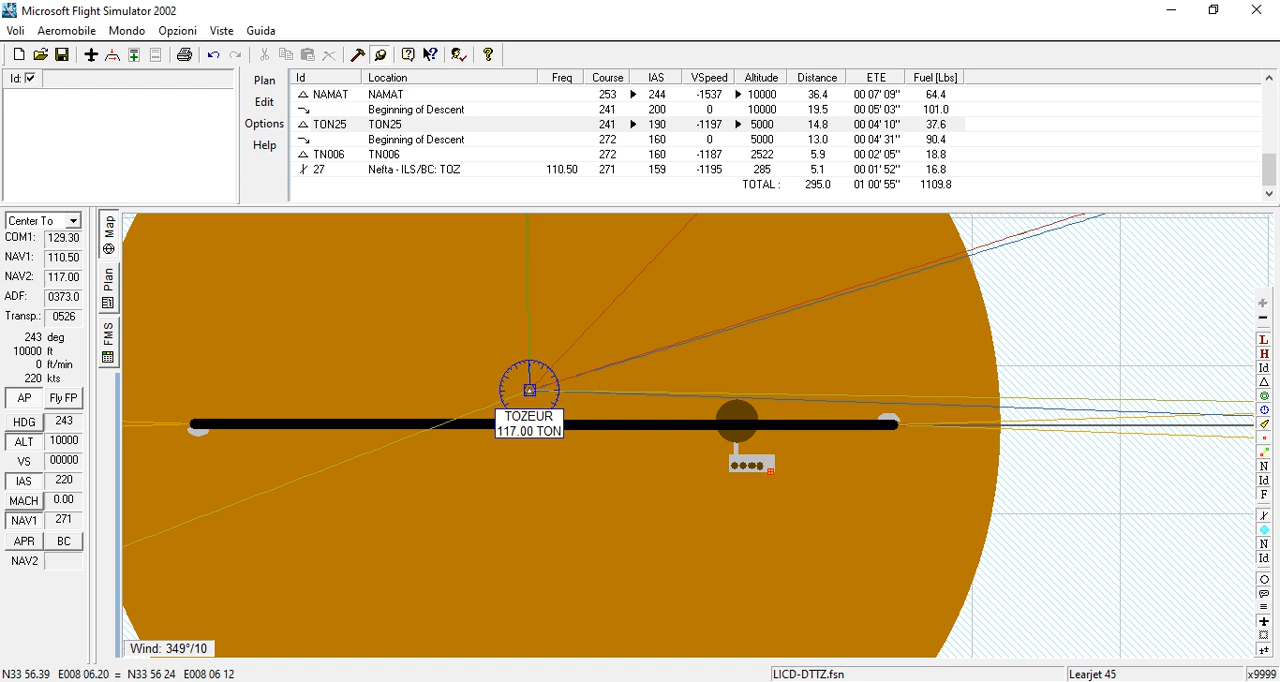 Microsoft Flight Simulator 2002
Voli Aeromobile Mondo Opzioni Viste Guida
Id:
Plan
Edit
Options
Help
Id Location Freq Course IAS VSpeed Altitude Distance ETE Fuel [Lbs]
NAMAT NAMAT 253 244 -1537 10000 36.4 00 07' 09'' 64.4
Beginning of Descent 241 200 0 10000 19.5 00 05' 03'' 101.0
TON25 TON25 241 190 -1197 5000 14.8 00 04' 10'' 37.6
Beginning of Descent 272 160 0 5000 13.0 00 04' 31'' 90.4
TN006 TN006 272 160 -1187 2522 5.9 00 02' 05'' 18.8
27 Nefta - ILS/BC: TOZ 110.50 271 159 -1195 285 5.1 00 01' 52'' 16.8
TOTAL : 295.0 01 00' 55'' 1109.8
Center To
COM1: 129.30
NAV1: 110.50
NAV2: 117.00
ADF: 0373.0
Transp.: 0526
243 deg
10000 ft
0 ft/min
220 kts
AP Fly FP
HDG 243
ALT 10000
VS 00000
IAS 220
MACH 0.00
NAV1 271
APR BC
NAV2
Map
Plan
FMS
TOZEUR
117.00 TON
Wind: 349°/10
L
H
Id
N
Id
F
N
Id
N33 56.39 E008 06.20 = N33 56 24 E008 06 12
LICD-DTTZ.fsn
Learjet 45
x9999